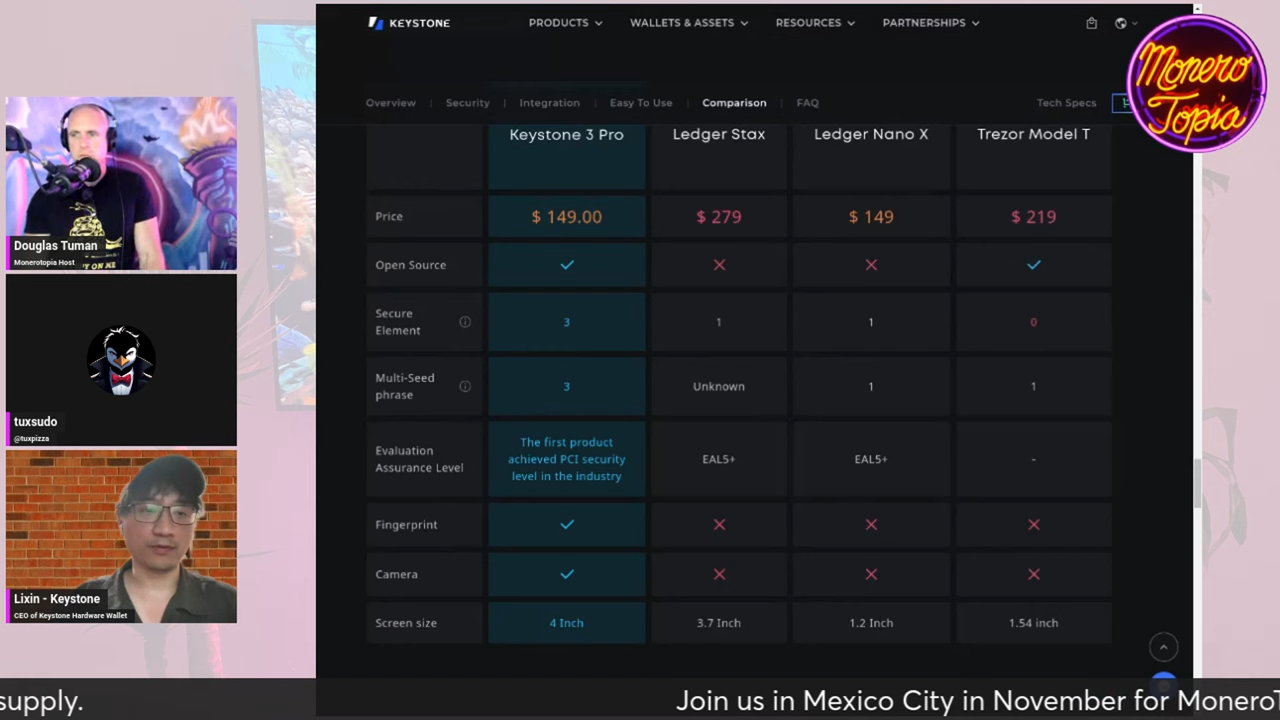 KEYSTONE
PRODUCTS
WALLETS & ASSETS
RESOURCES
PARTNERSHIPS
Monero
Topia
Overview
Security
Integration
Easy To Use
Comparison
FAQ
Tech Specs
Keystone 3 Pro
Ledger Stax
Ledger Nano X
Trezor Model T
Price
$ 149.00
$ 279
$ 149
$ 219
Open Source
Secure
Element
3
1
1
0
Multi-Seed
phrase
3
Unknown
1
1
Evaluation
Assurance Level
The first product
achieved PCI security
level in the industry
EAL5+
EAL5+
-
Fingerprint
Camera
Screen size
4 Inch
3.7 Inch
1.2 Inch
1.54 inch
Douglas Tuman
Monerotopia Host
tuxsudo
@tuxpizza
Lixin - Keystone
CEO of Keystone Hardware Wallet
supply.
Join us in Mexico City in November for MoneroT